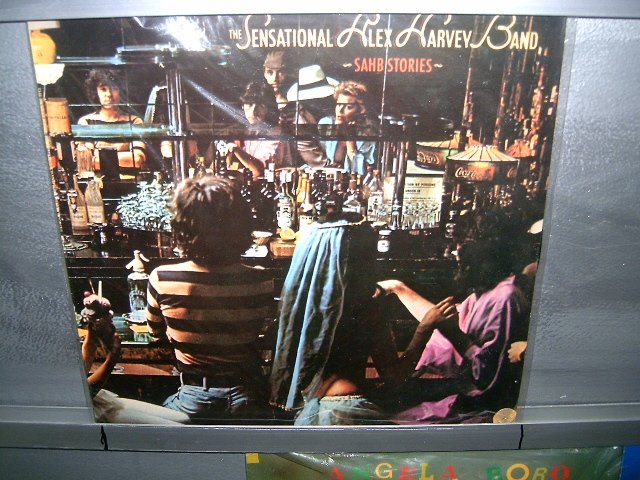 THE SENSATIONAL ALEX HARVEY BAND
~ SAHB STORIES ~
Coca-Cola
ANGELA RORO